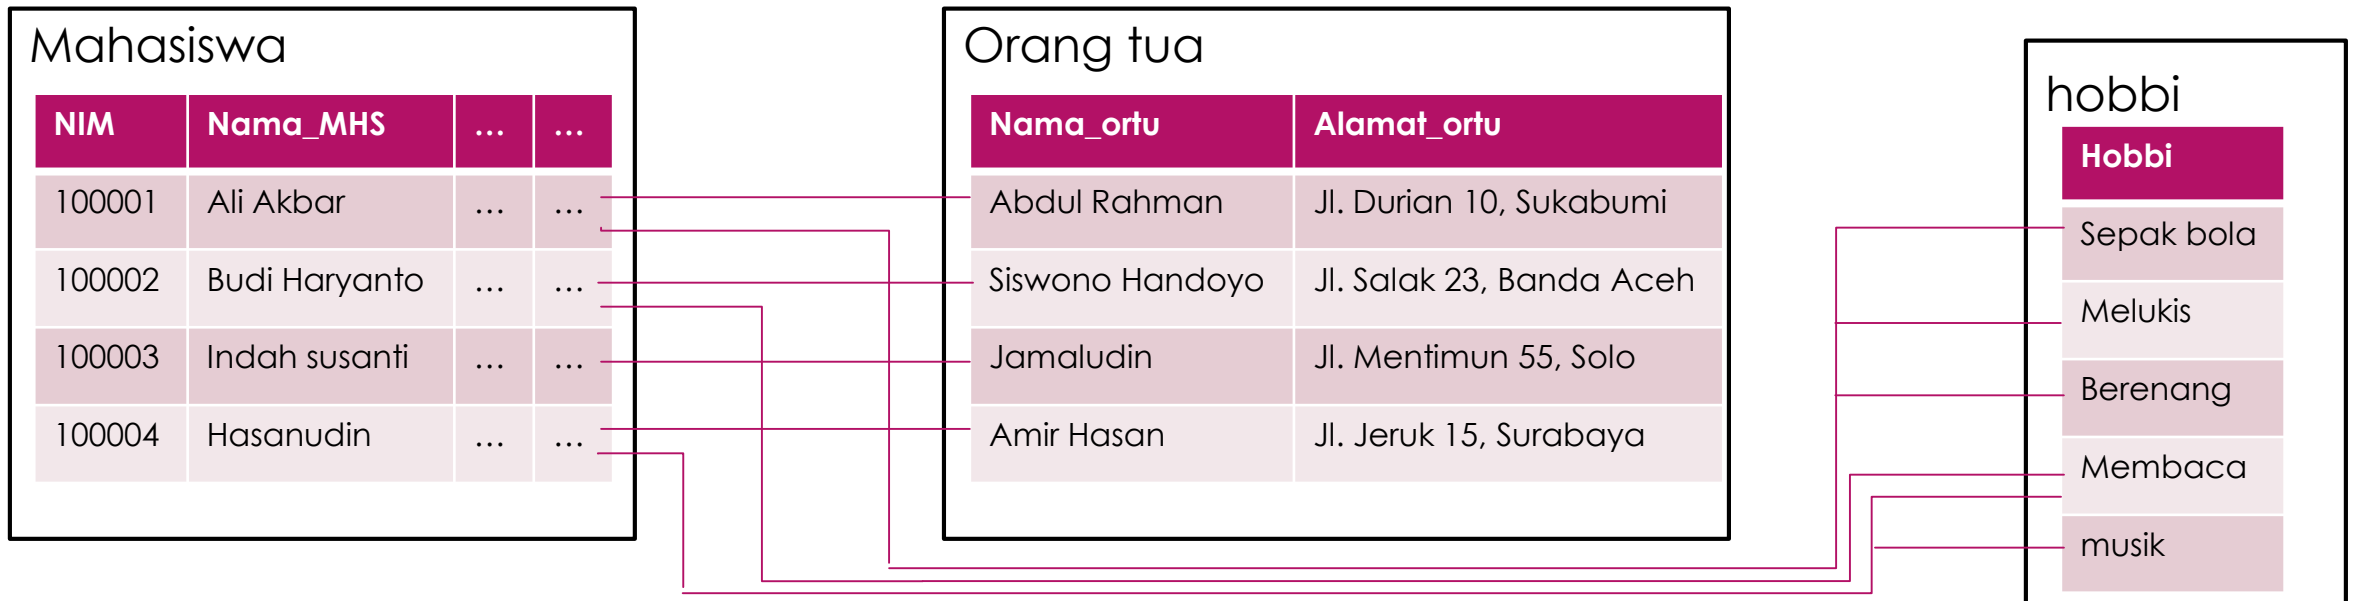 Mahasiswa
NIM Nama_MHS ... ...
100001 Ali Akbar ... ...
100002 Budi Haryanto ... ...
100003 Indah susanti ... ...
100004 Hasanudin ... ...
Orang tua
Nama_ortu Alamat_ortu
Abdul Rahman Jl. Durian 10, Sukabumi
Siswono Handoyo Jl. Salak 23, Banda Aceh
Jamaludin Jl. Mentimun 55, Solo
Amir Hasan Jl. Jeruk 15, Surabaya
hobbi
Hobbi
Sepak bola
Melukis
Berenang
Membaca
musik